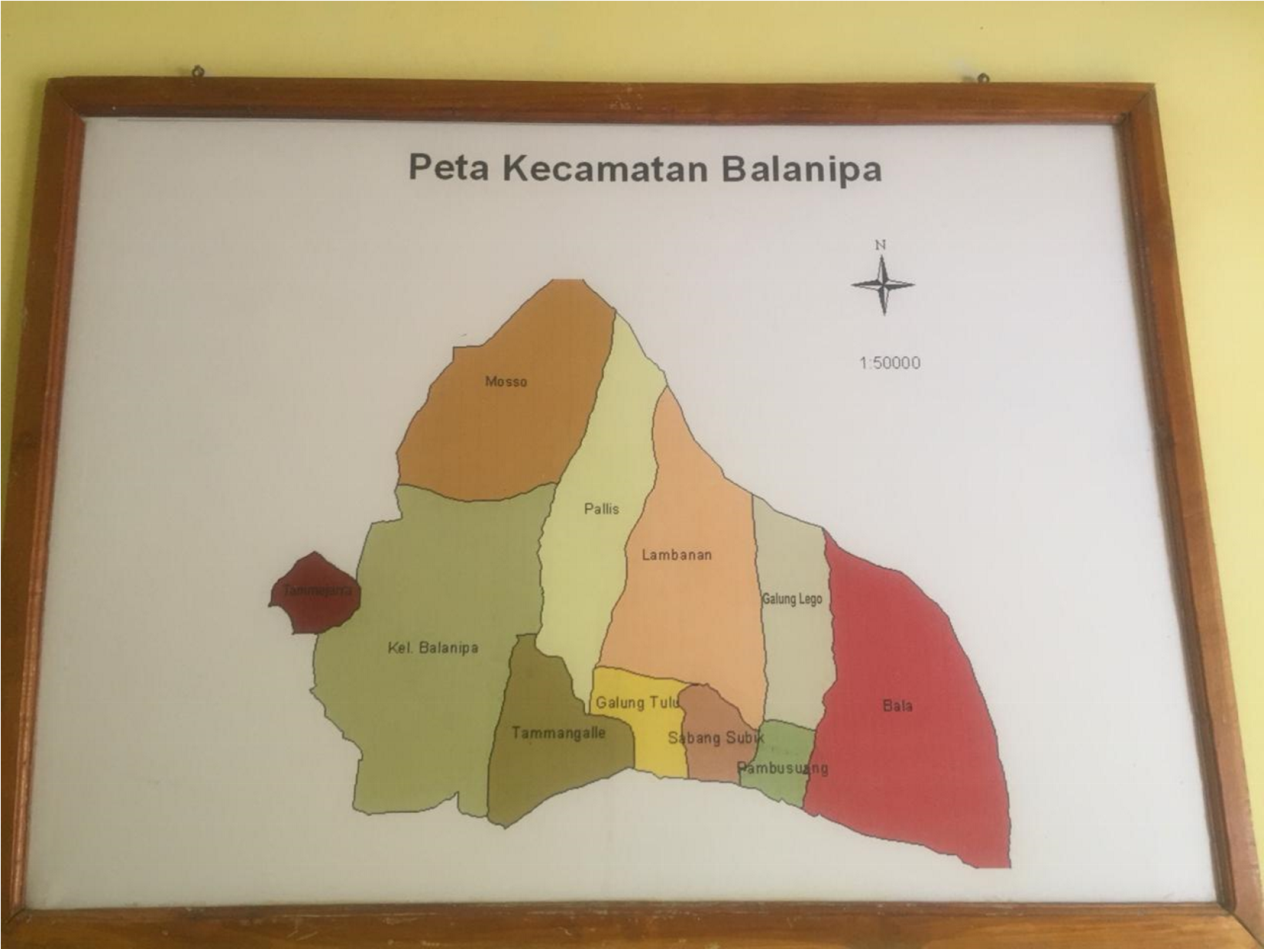 Peta Kecamatan Balanipa
N
1:50000
Mosso
Pallis
Lambanan
Tammejarra
Galung Lego
Kel. Balanipa
Galung Tulu
Bala
Tammangalle
Sabang Subik
Pambusuang